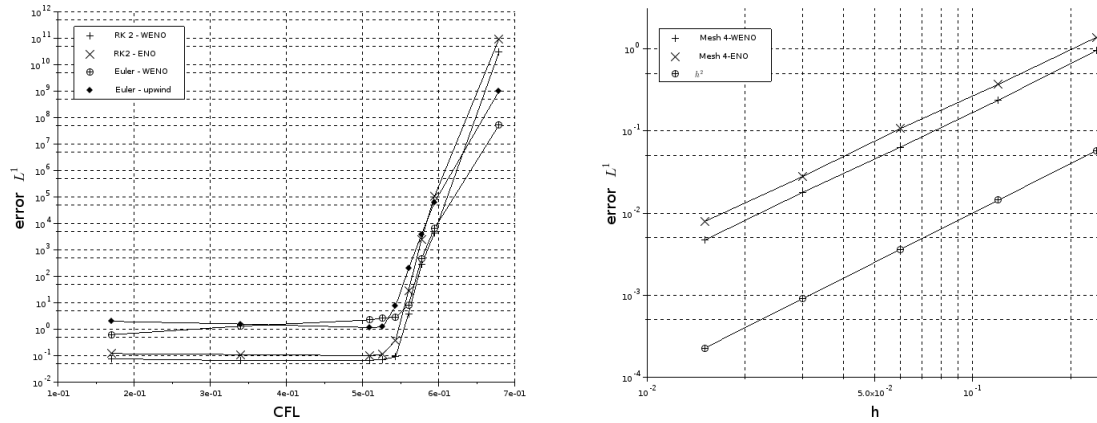 10^12
10^11
10^10
10^9
10^8
10^7
10^6
10^5
10^4
10^3
10^2
10^1
10^0
10^-1
10^-2
error L^1
RK 2 - WENO
RK2 - ENO
Euler - WENO
Euler - upwind
1e-01
2e-01
3e-01
4e-01
5e-01
6e-01
7e-01
CFL
10^0
10^-1
10^-2
10^-3
10^-4
error L^1
Mesh 4-WENO
Mesh 4-ENO
h^2
10^-2
5.0×10^-2
10^-1
h